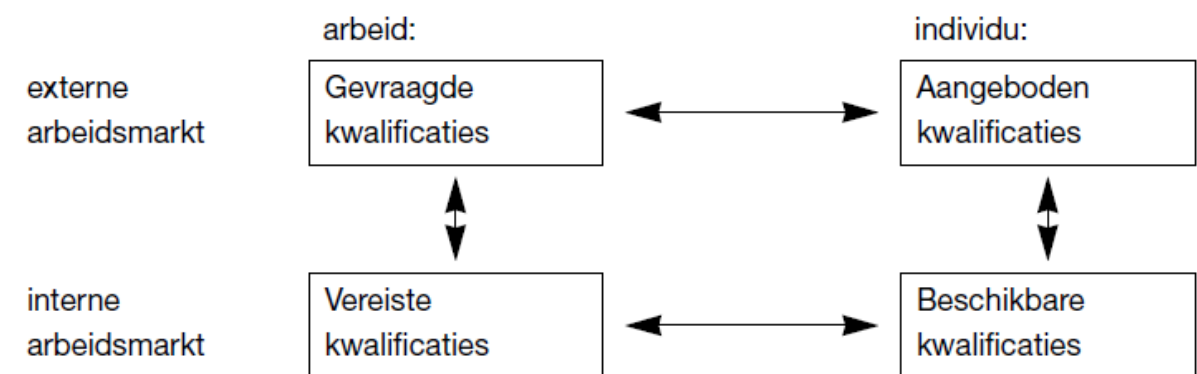 arbeid:
individu:
externe
arbeidsmarkt
Gevraagde
kwalificaties
Aangeboden
kwalificaties
interne
arbeidsmarkt
Vereiste
kwalificaties
Beschikbare
kwalificaties